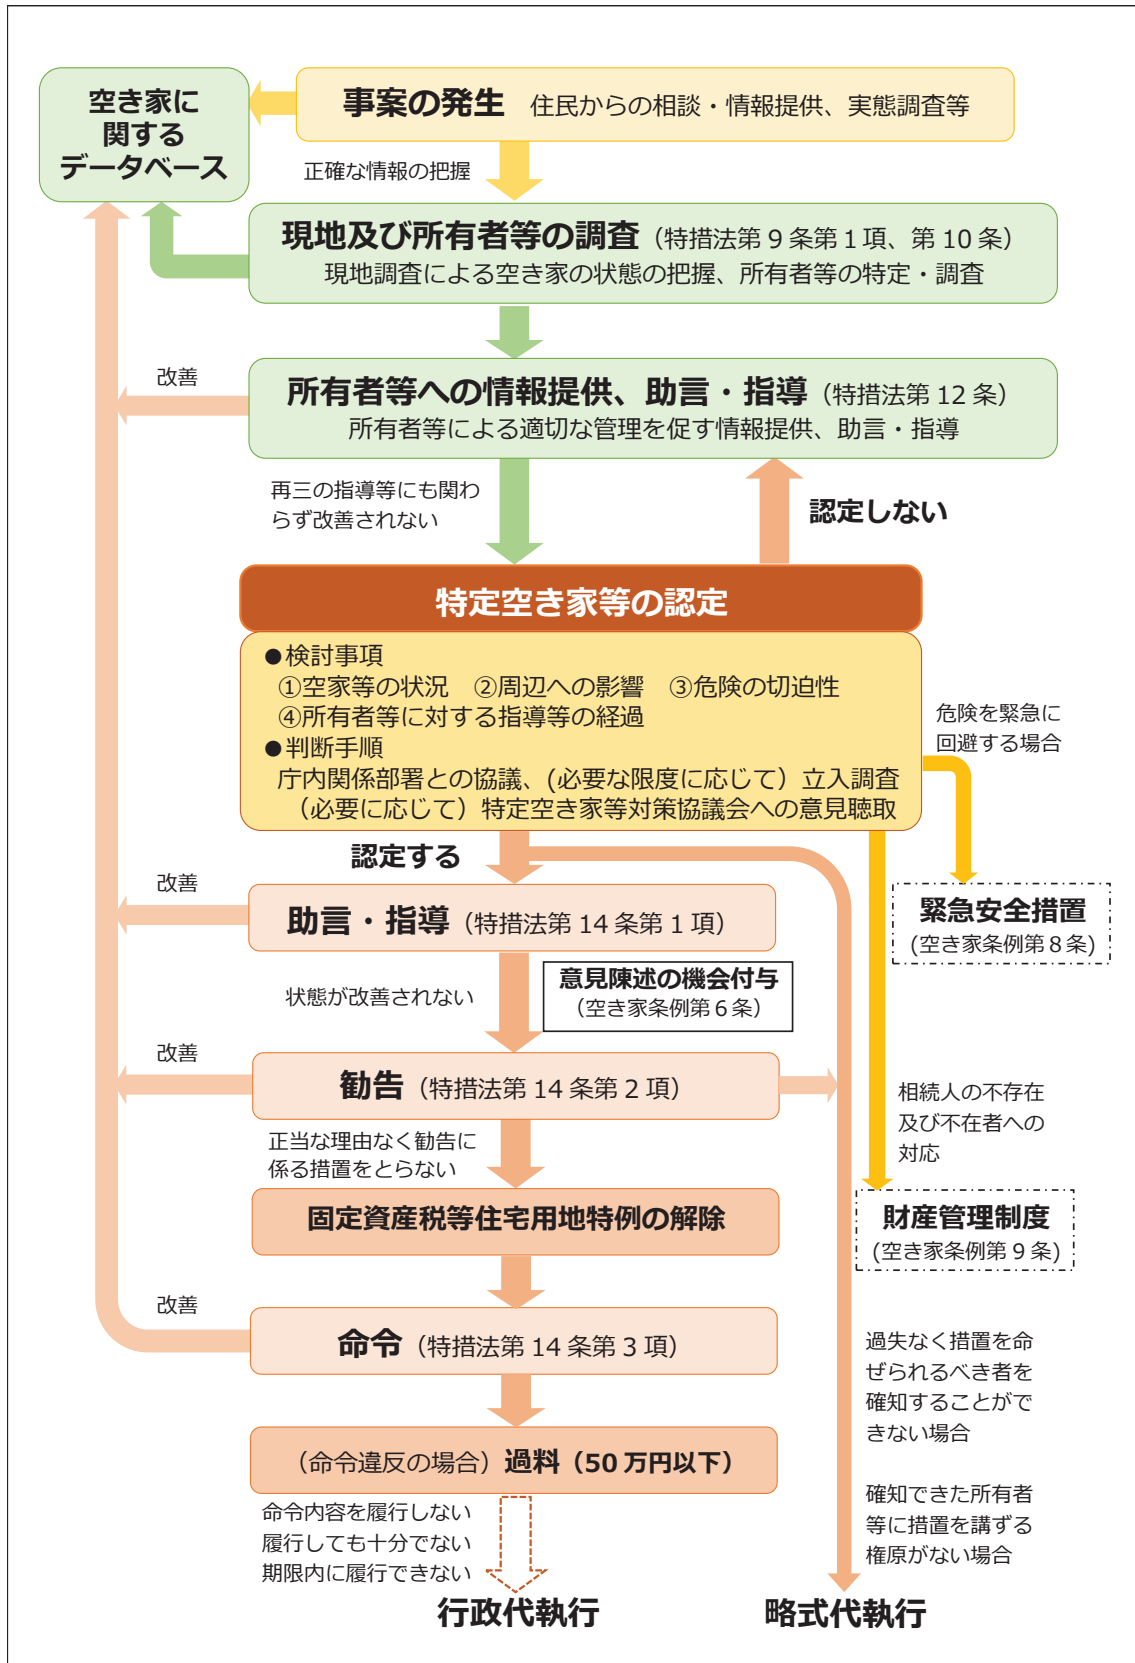 空き家に
関する
データベース
事案の発生 住民からの相談・情報提供、実態調査等
正確な情報の把握
現地及び所有者等の調査（特措法第 9 条第 1 項、第 10 条）
現地調査による空き家の状態の把握、所有者等の特定・調査
改善
所有者等への情報提供、助言・指導（特措法第 12 条）
所有者等による適切な管理を促す情報提供、助言・指導
再三の指導等にも関わ
らず改善されない
認定しない
特定空き家等の認定
●検討事項
①空家等の状況 ②周辺への影響 ③危険の切迫性
④所有者等に対する指導等の経過
●判断手順
庁内関係部署との協議、(必要な限度に応じて）立入調査
（必要に応じて）特定空き家等対策協議会への意見聴取
危険を緊急に
回避する場合
認定する
改善
助言・指導（特措法第 14 条第 1 項）
緊急安全措置
(空き家条例第８条)
状態が改善されない
意見陳述の機会付与
（空き家条例第６条）
改善
勧告（特措法第 14 条第 2 項）
相続人の不存在
及び不在者への
対応
正当な理由なく勧告に
係る措置をとらない
固定資産税等住宅用地特例の解除
財産管理制度
(空き家条例第 9 条)
改善
命令（特措法第 14 条第 3 項）
過失なく措置を命
ぜられるべき者を
確知することがで
きない場合
（命令違反の場合）過料（50 万円以下）
命令内容を履行しない
履行しても十分でない
期限内に履行できない
確知できた所有者
等に措置を講ずる
権原がない場合
行政代執行
略式代執行